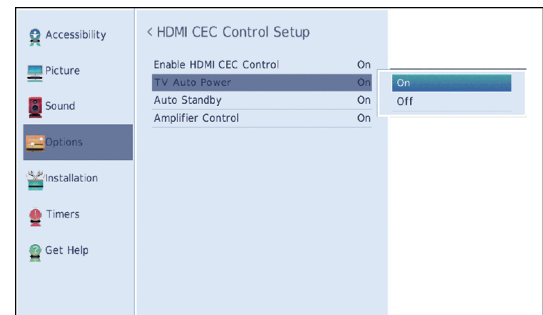 Accessibility
Picture
Sound
Options
Installation
Timers
Get Help
< HDMI CEC Control Setup
Enable HDMI CEC Control On
TV Auto Power On
Auto Standby On
Amplifier Control On
On
Off